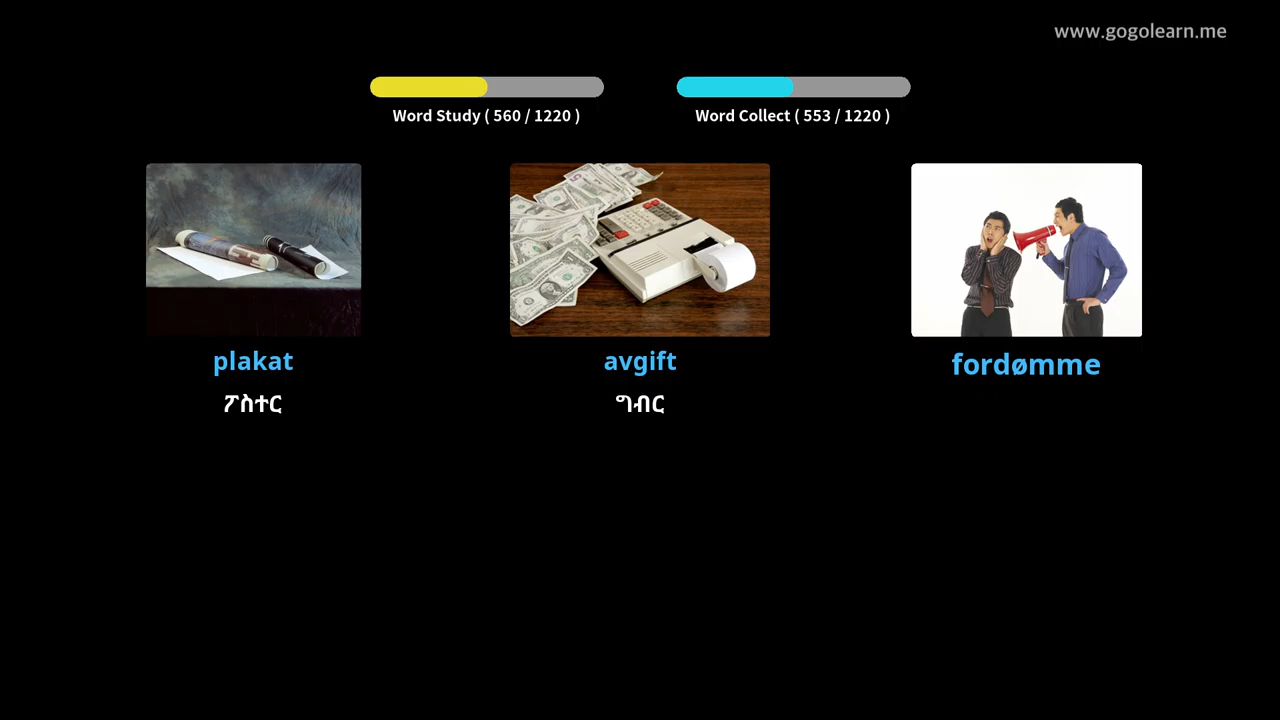 www.gogolearn.me
Word Study ( 560 / 1220 )
Word Collect ( 553 / 1220 )
plakat
avgift
fordømme
ፖስተር
ግብር